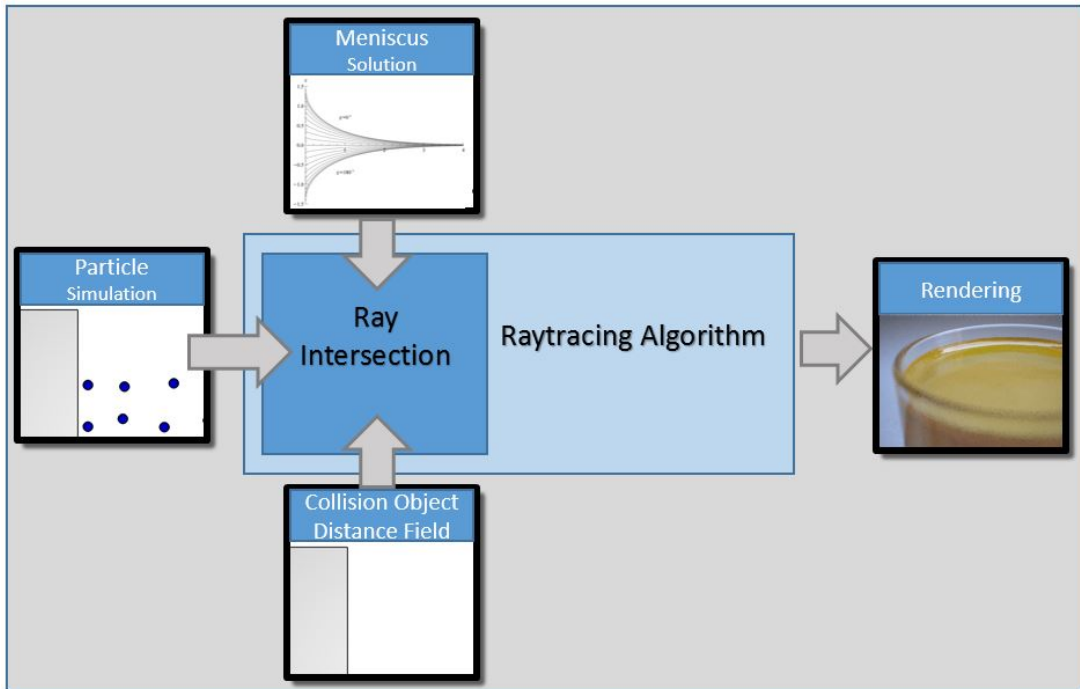 Meniscus
Solution
Particle
Simulation
Ray
Intersection
Raytracing Algorithm
Rendering
Collision Object
Distance Field